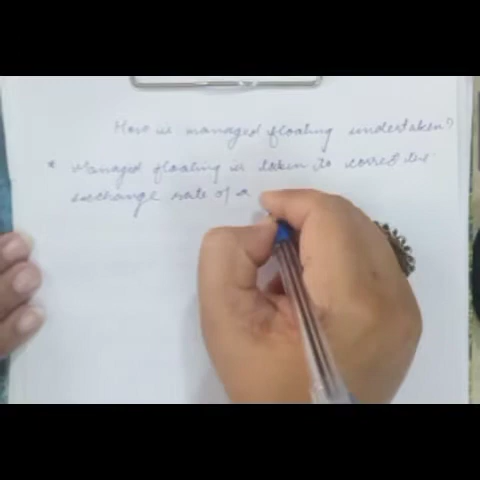 How is managed floating undertaken?
* Managed floating is taken to correct the
exchange rate of a